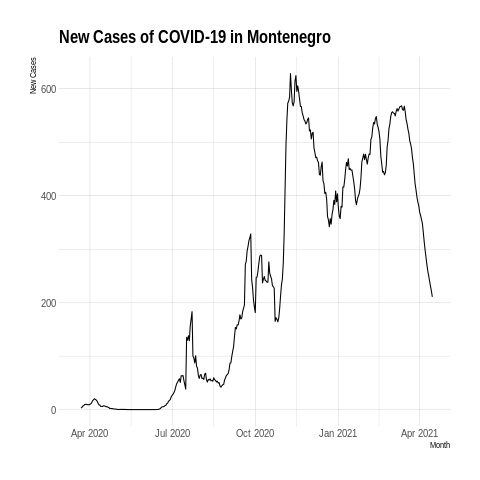 New Cases of COVID-19 in Montenegro
New Cases
600
400
200
0
Apr 2020
Jul 2020
Oct 2020
Jan 2021
Apr 2021
Month